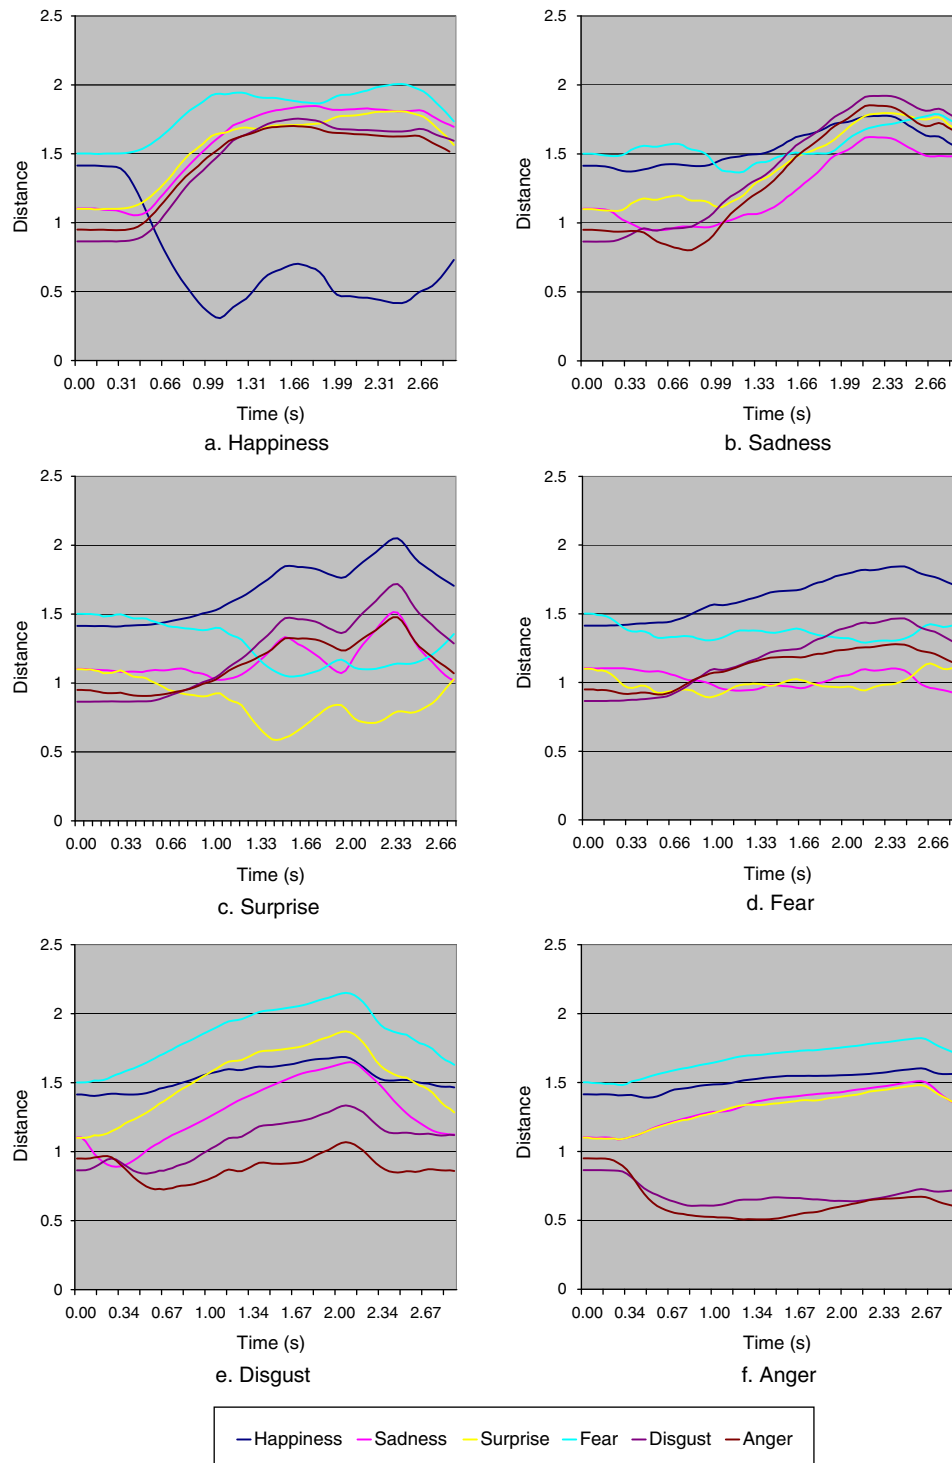 2.5
2
1.5
1
0.5
0
Distance
0.00 0.31 0.66 0.99 1.31 1.66 1.99 2.31 2.66
Time (s)
a. Happiness
2.5
2
1.5
1
0.5
0
Distance
0.00 0.33 0.66 0.99 1.33 1.66 1.99 2.33 2.66
Time (s)
b. Sadness
2.5
2
1.5
1
0.5
0
Distance
0.00 0.33 0.66 1.00 1.33 1.66 2.00 2.33 2.66
Time (s)
c. Surprise
2.5
2
1.5
1
0.5
0
Distance
0.00 0.33 0.66 1.00 1.33 1.66 2.00 2.33 2.66
Time (s)
d. Fear
2.5
2
1.5
1
0.5
0
Distance
0.00 0.34 0.67 1.00 1.34 1.67 2.00 2.34 2.67
Time (s)
e. Disgust
2.5
2
1.5
1
0.5
0
Distance
0.00 0.34 0.67 1.00 1.34 1.67 2.00 2.33 2.67
Time (s)
f. Anger
Happiness Sadness Surprise Fear Disgust Anger